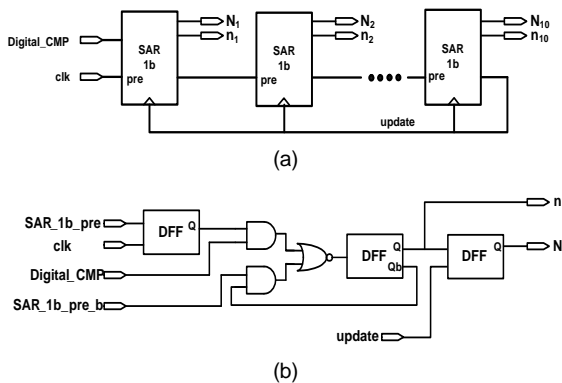 N1
n1
N2
n2
N10
n10
Digital_CMP
clk
SAR
1b
pre
SAR
1b
pre
SAR
1b
pre
update
(a)
SAR_1b_pre
clk
DFF
Q
Digital_CMP
SAR_1b_pre_b
DFF
Q
Qb
DFF
Q
n
N
update
(b)